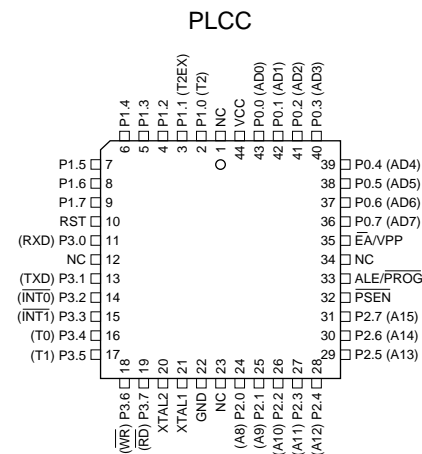 PLCC
P1.4
P1.3
P1.2
P1.1 (T2EX)
P1.0 (T2)
NC
VCC
P0.0 (AD0)
P0.1 (AD1)
P0.2 (AD2)
P0.3 (AD3)
6
5
4
3
2
1
44
43
42
41
40
P1.5 7
P1.6 8
P1.7 9
RST 10
(RXD) P3.0 11
NC 12
(TXD) P3.1 13
(INT0) P3.2 14
(INT1) P3.3 15
(T0) P3.4 16
(T1) P3.5 17
39 P0.4 (AD4)
38 P0.5 (AD5)
37 P0.6 (AD6)
36 P0.7 (AD7)
35 EA/VPP
34 NC
33 ALE/PROG
32 PSEN
31 P2.7 (A15)
30 P2.6 (A14)
29 P2.5 (A13)
18
19
20
21
22
23
24
25
26
27
28
(WR) P3.6
(RD) P3.7
XTAL2
XTAL1
GND
NC
(A8) P2.0
(A9) P2.1
(A10) P2.2
(A11) P2.3
(A12) P2.4